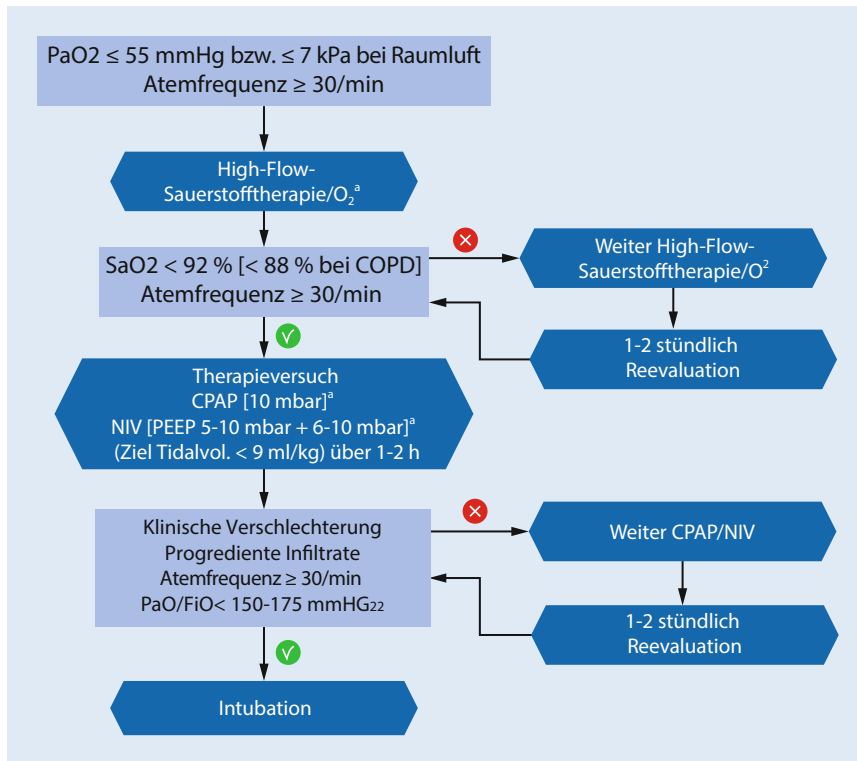 PaO2 ≤ 55 mmHg bzw. ≤ 7 kPa bei Raumluft
Atemfrequenz ≥ 30/min
High-Flow-
Sauerstofftherapie/O₂ᵃ
SaO2 < 92 % [< 88 % bei COPD]
Atemfrequenz ≥ 30/min
Weiter High-Flow-
Sauerstofftherapie/O²
1-2 stündlich
Reevaluation
Therapieversuch
CPAP [10 mbar]ᵃ
NIV [PEEP 5-10 mbar + 6-10 mbar]ᵃ
(Ziel Tidalvol. < 9 ml/kg) über 1-2 h
Klinische Verschlechterung
Progrediente Infiltrate
Atemfrequenz ≥ 30/min
PaO/FiO< 150-175 mmHG₂₂
Weiter CPAP/NIV
1-2 stündlich
Reevaluation
Intubation